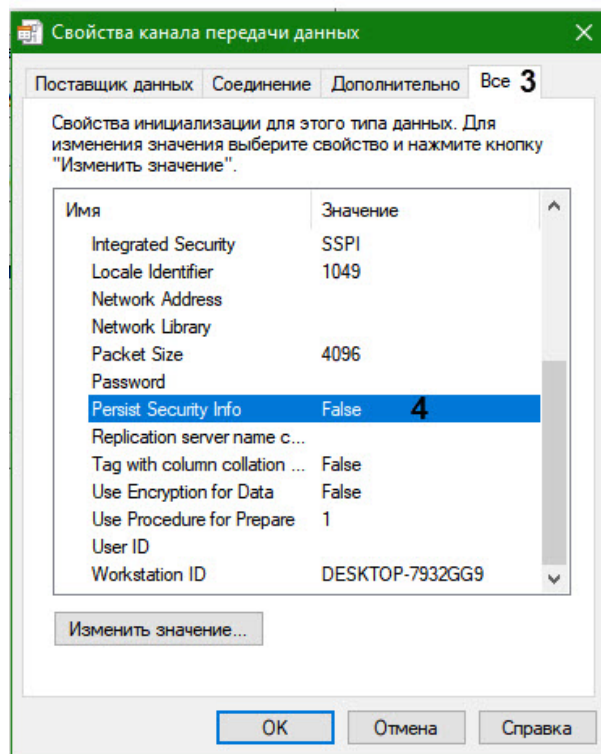 Свойства канала передачи данных
Поставщик данных Соединение Дополнительно Все 3
Свойства инициализации для этого типа данных. Для
изменения значения выберите свойство и нажмите кнопку
"Изменить значение".
Имя Значение
Integrated Security SSPI
Locale Identifier 1049
Network Address
Network Library
Packet Size 4096
Password
Persist Security Info False 4
Replication server name c...
Tag with column collation ... False
Use Encryption for Data False
Use Procedure for Prepare 1
User ID
Workstation ID DESKTOP-7932GG9
Изменить значение...
OK Отмена Справка